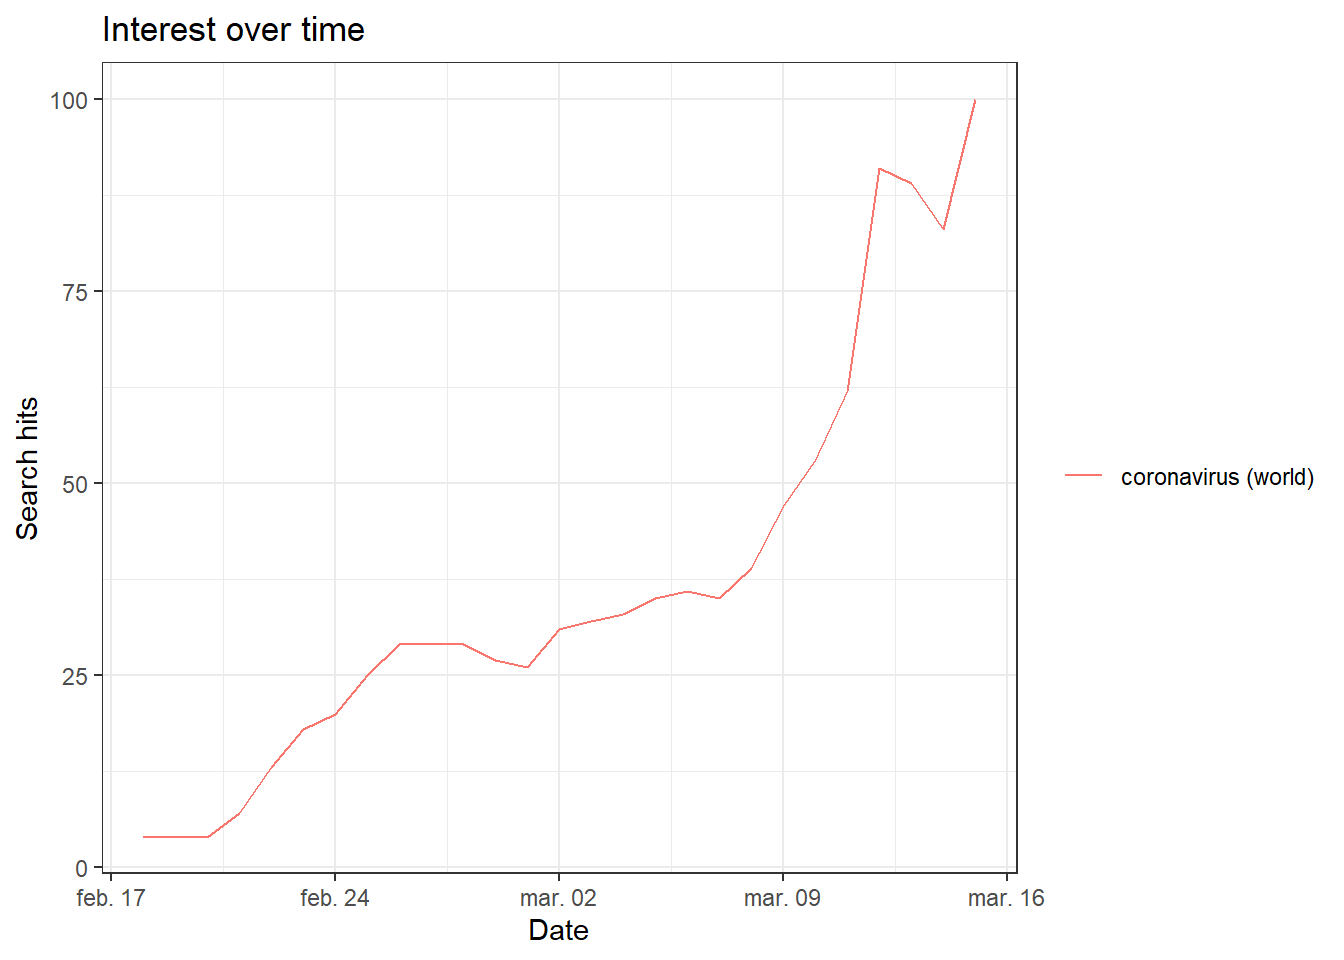 Interest over time
100
75
50
25
0
Search hits
feb. 17
feb. 24
mar. 02
mar. 09
mar. 16
Date
coronavirus (world)